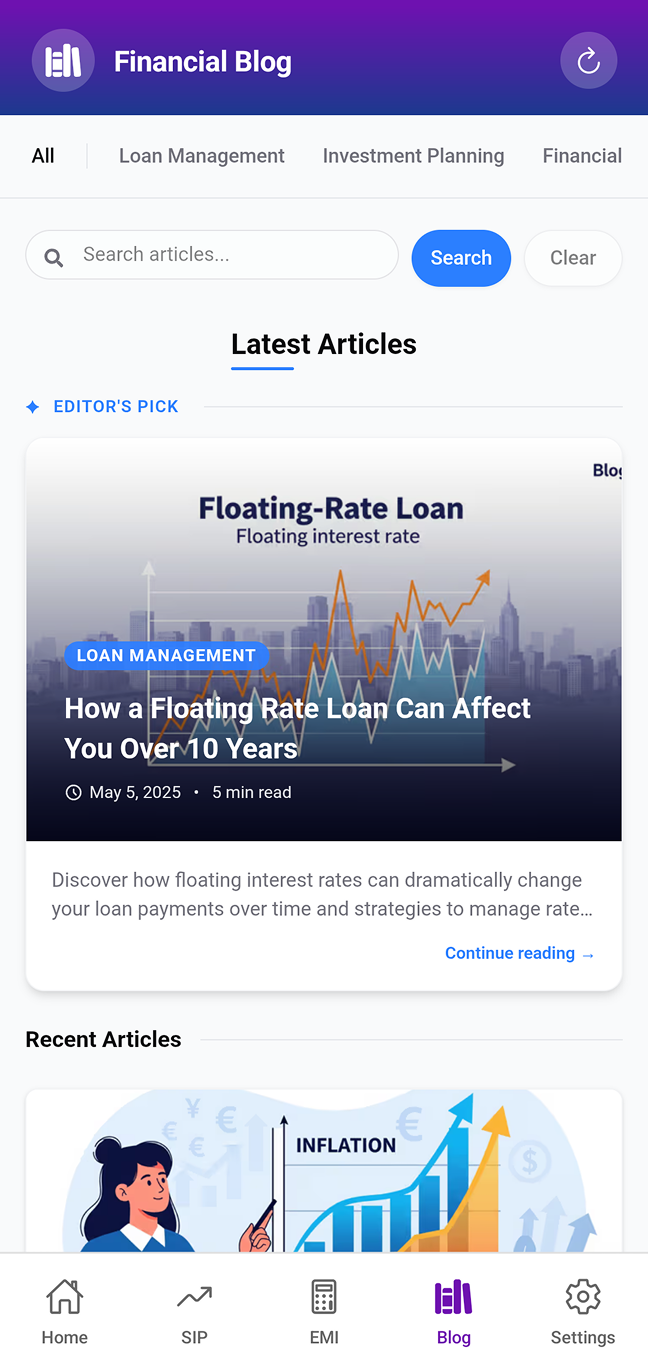 Financial Blog
All
Loan Management
Investment Planning
Financial
Search articles...
Search
Clear
Latest Articles
EDITOR'S PICK
Blog
Floating-Rate Loan
Floating interest rate
LOAN MANAGEMENT
How a Floating Rate Loan Can Affect
You Over 10 Years
May 5, 2025 • 5 min read
Discover how floating interest rates can dramatically change
your loan payments over time and strategies to manage rate…
Continue reading →
Recent Articles
¥
€
€
€
€
INFLATION
$
Home
SIP
EMI
Blog
Settings